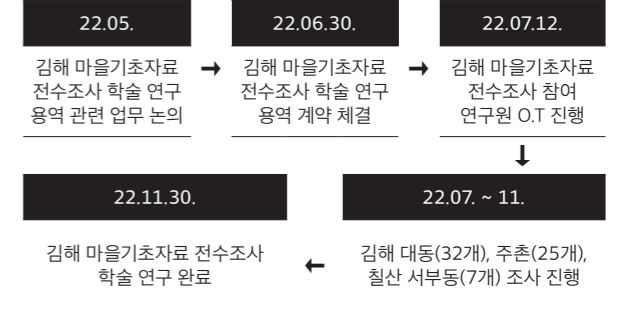 22.05.
김해 마을기초자료
전수조사 학술 연구
용역 관련 업무 논의
22.06.30.
김해 마을기초자료
전수조사 학술 연구
용역 계약 체결
22.07.12.
김해 마을기초자료
전수조사 참여
연구원 O.T 진행
22.07. ~ 11.
김해 대동(32개), 주촌(25개),
칠산 서부동(7개) 조사 진행
22.11.30.
김해 마을기초자료 전수조사
학술 연구 완료